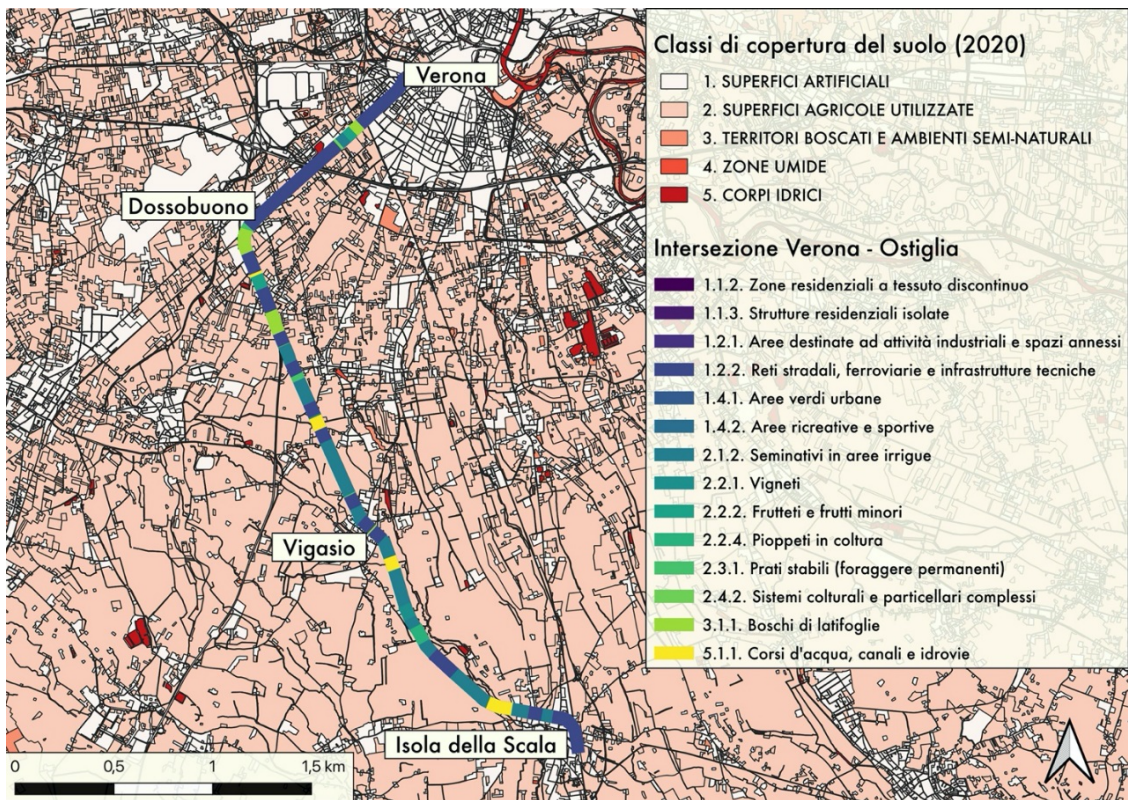 Verona
Dossobuono
Vigasio
Isola della Scala
0 0,5 1 1,5 km
Classi di copertura del suolo (2020)
1. SUPERFICI ARTIFICIALI
2. SUPERFICI AGRICOLE UTILIZZATE
3. TERRITORI BOSCATI E AMBIENTI SEMI-NATURALI
4. ZONE UMIDE
5. CORPI IDRICI
Intersezione Verona - Ostiglia
1.1.2. Zone residenziali a tessuto discontinuo
1.1.3. Strutture residenziali isolate
1.2.1. Aree destinate ad attività industriali e spazi annessi
1.2.2. Reti stradali, ferroviarie e infrastrutture tecniche
1.4.1. Aree verdi urbane
1.4.2. Aree ricreative e sportive
2.1.2. Seminativi in aree irrigue
2.2.1. Vigneti
2.2.2. Frutteti e frutti minori
2.2.4. Pioppeti in coltura
2.3.1. Prati stabili (foraggere permanenti)
2.4.2. Sistemi colturali e particellari complessi
3.1.1. Boschi di latifoglie
5.1.1. Corsi d'acqua, canali e idrovie